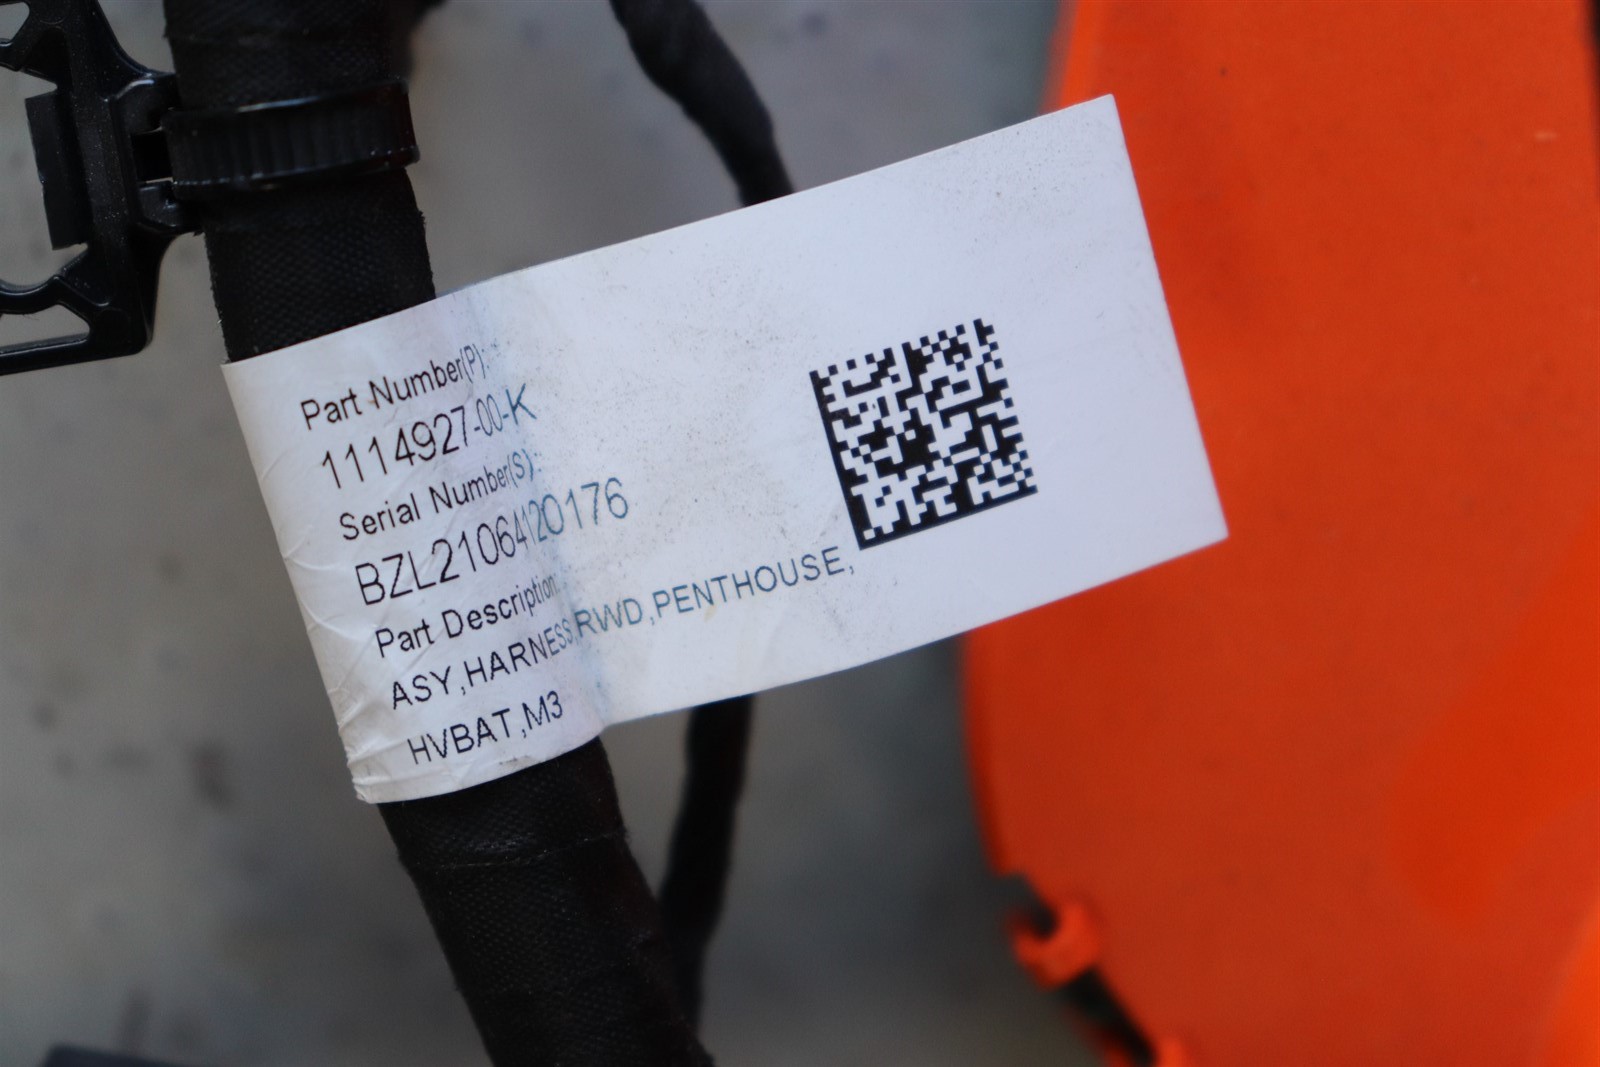 Part Number(P):
1114927-00-K
Serial Number(S):
BZL21064120176
Part Description:
ASY,HARNESS,RWD,PENTHOUSE,
HVBAT,M3